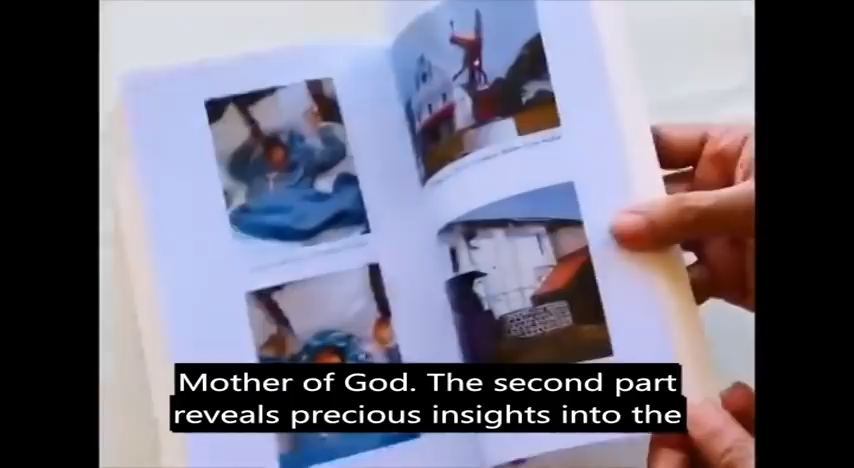 Mother of God. The second part
reveals precious insights into the